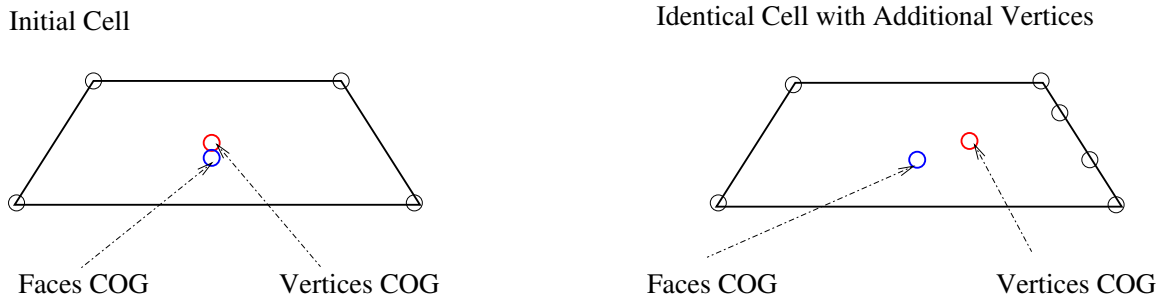 Initial Cell
Identical Cell with Additional Vertices
Faces COG
Vertices COG
Faces COG
Vertices COG